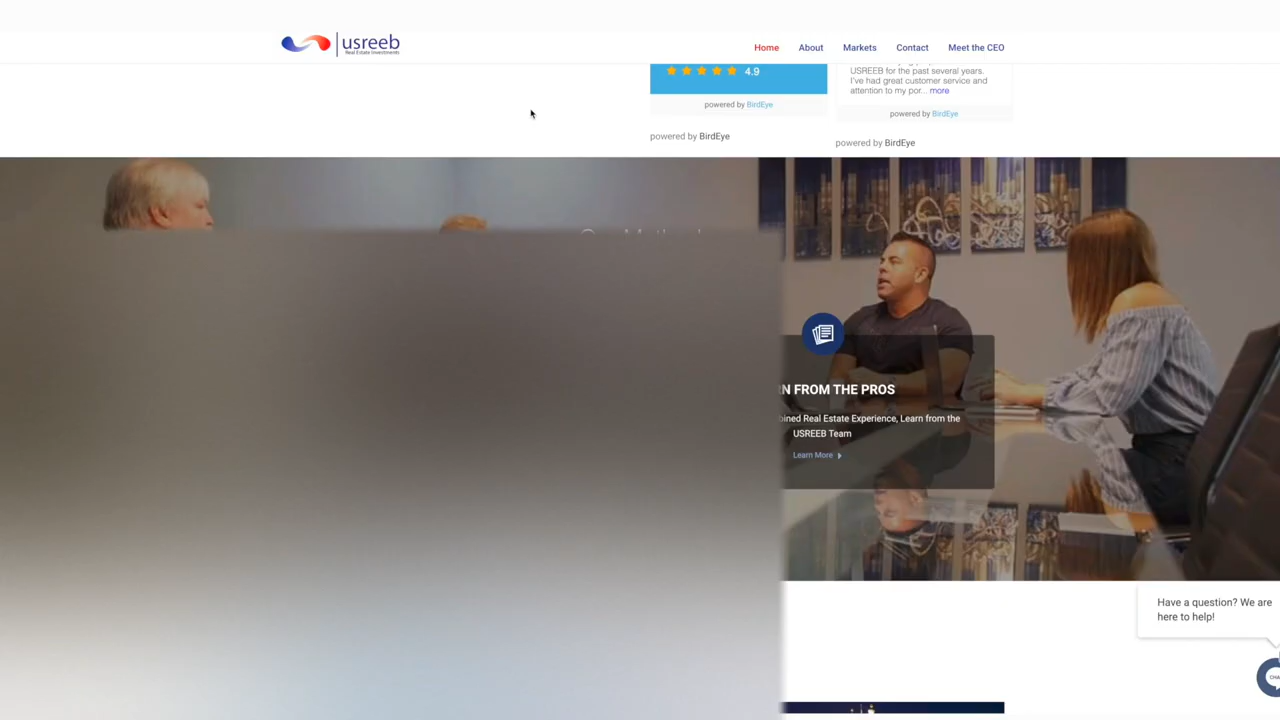 usreeb
Real Estate Investments
Home About Markets Contact Meet the CEO
4.9
powered by BirdEye
powered by BirdEye
USREEB for the past several years.
I've had great customer service and
attention to my por... more
powered by BirdEye
powered by BirdEye
FROM THE PROS
Real Estate Experience, Learn from the
USREEB Team
Learn More
Have a question? We are
here to help!